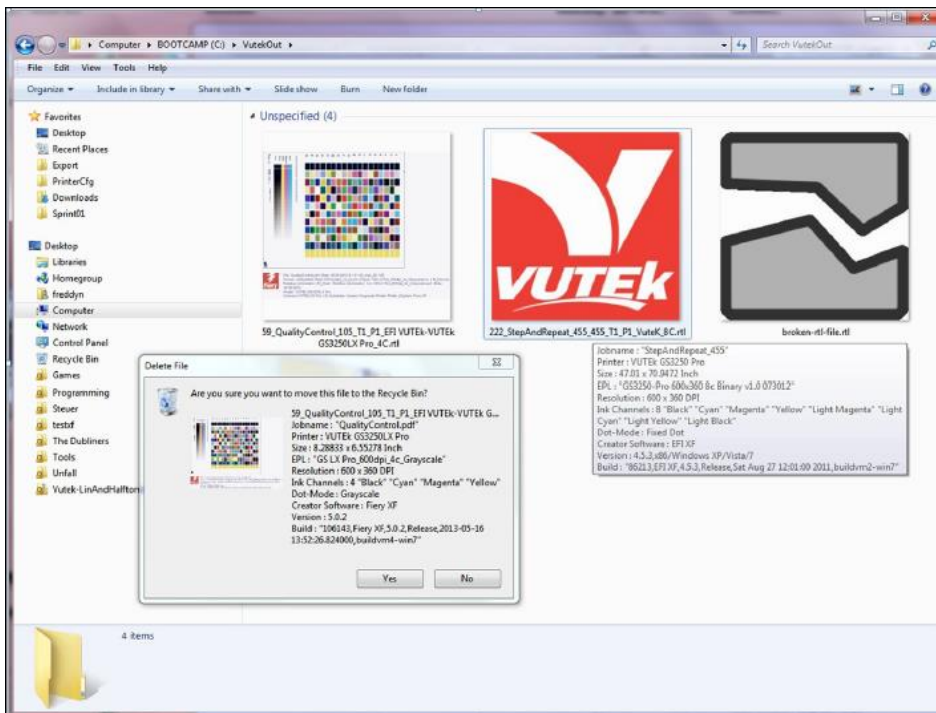 Computer ▸ BOOTCAMP (C:) ▸ VutekOut ▸
Search VutekOut
File Edit View Tools Help
Organize Include in library Share with Slide show Burn New folder
Favorites
Desktop
Recent Places
Export
PrinterCfg
Downloads
Sprint01
Desktop
Libraries
Homegroup
freddyn
Computer
Network
Control Panel
Recycle Bin
Games
Programming
Steuer
testxf
The Dubliners
Tools
Unfall
Vutek-LinAndHalfton
Unspecified (4)
fiery
VUTEk
59_QualityControl_105_T1_P1_EFI VUTEk-VUTEk
GS3250LX Pro_4C.rtl
222_StepAndRepeat_455_455_T1_P1_VuteK_8C.rtl
broken-rtl-file.rtl
Jobname : "StepAndRepeat_455"
Printer : VUTEk GS3250 Pro
Size : 47.01 x 70.9472 Inch
EPL : "GS3250-Pro-600x360 8c Binary v1.0 073012"
Resolution : 600 x 360 DPI
Ink Channels : 8 "Black" "Cyan" "Magenta" "Yellow" "Light Magenta" "Light
Cyan" "Light Yellow" "Light Black"
Dot-Mode : Fixed Dot
Creator Software : EFI XF
Version : 4.5.3,x86/Windows XP/Vista/7
Build : "86213,EFI XF,4.5.3,Release,Sat Aug 27 12:01:00 2011,buildvm2-win7"
Delete File
Are you sure you want to move this file to the Recycle Bin?
59_QualityControl_105_T1_P1_EFI VUTEk-VUTEk G...
Jobname : "QualityControl.pdf"
Printer : VUTEk GS3250LX Pro
Size : 8.28833 x 6.55278 Inch
EPL : "GS LX Pro_600dpi_4c_Grayscale"
Resolution : 600 x 360 DPI
Ink Channels : 4 "Black" "Cyan" "Magenta" "Yellow"
Dot-Mode : Grayscale
Creator Software : Fiery XF
Version : 5.0.2
Build : "106143,Fiery XF,5.0.2,Release,2013-05-16
13:52:26.824000,buildvm4-win7"
Yes No
4 items